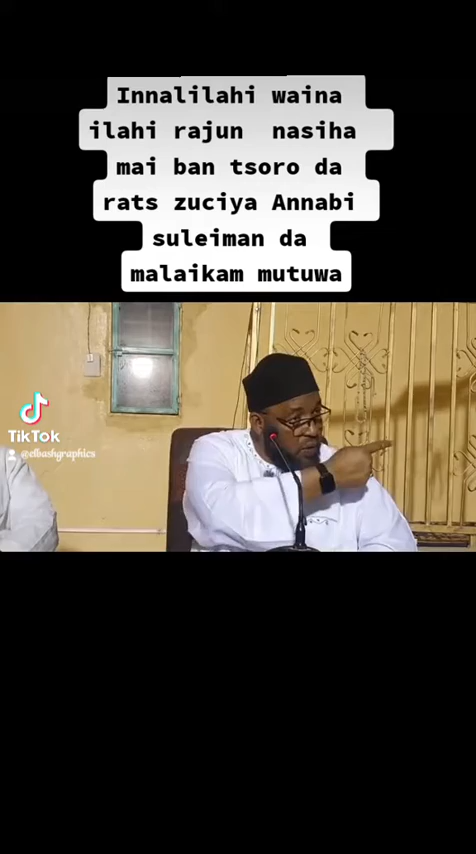 Innalilahi waina
ilahi rajun nasiha
mai ban tsoro da
rats zuciya Annabi
suleiman da
malaikam mutuwa
TikTok
@elbashgraphics